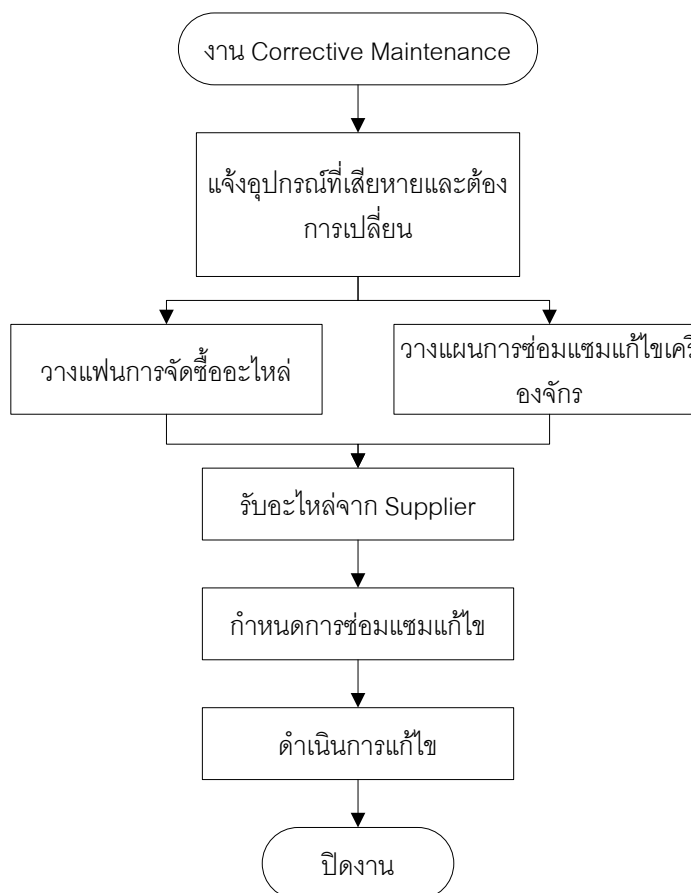 งาน Corrective Maintenance
แจ้งอุปกรณ์ที่เสียหายและต้อง
การเปลี่ยน
วางแฟนการจัดซื้ออะไหล่
วางแผนการซ่อมแซมแก้ไขเครื่
องจักร
รับอะไหล่จาก Supplier
กำหนดการซ่อมแซมแก้ไข
ดำเนินการแก้ไข
ปิดงาน